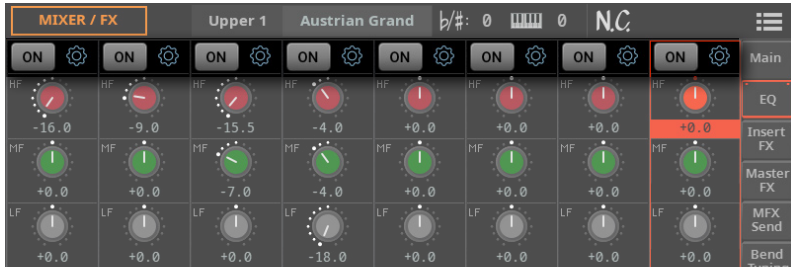 MIXER / FX Upper 1 Austrian Grand b/#: 0 0 N.C.
ON ON ON ON ON ON ON ON Main
HF HF HF HF HF HF HF HF EQ
-16.0 -9.0 -15.5 -4.0 +0.0 +0.0 +0.0 +0.0
Insert
FX
MF MF MF MF MF MF MF MF
Master
FX
+0.0 +0.0 -7.0 -4.0 +0.0 +0.0 +0.0 +0.0
LF LF LF LF LF LF LF LF
MFX
Send
+0.0 +0.0 +0.0 -18.0 +0.0 +0.0 +0.0 +0.0
Bend